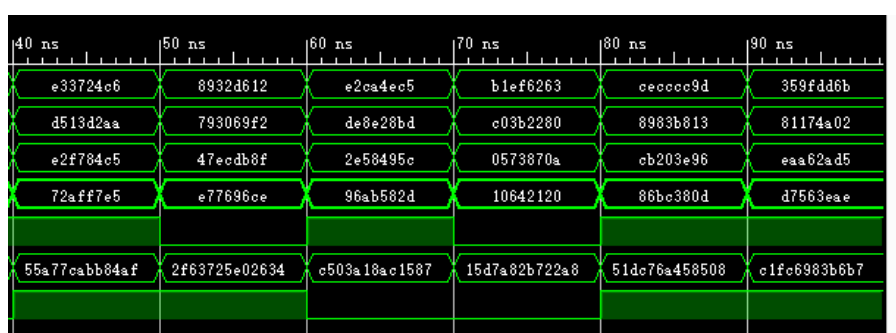 40 ns 50 ns 60 ns 70 ns 80 ns 90 ns
e33724c6 8932d612 e2ca4ec5 b1ef6263 cecccc9d 359fdd6b
d513d2aa 793069f2 de8e28bd c03b2280 8983b813 81174a02
e2f784c5 47ecdb8f 2e58495c 0573870a cb203e96 eaa62ad5
72aff7e5 e77696ce 96ab582d 10642120 86bc380d d7563eae
55a77cabb84af 2f63725e02634 c503a18ac1587 15d7a82b722a8 51dc76a458508 c1fc6983b6b7